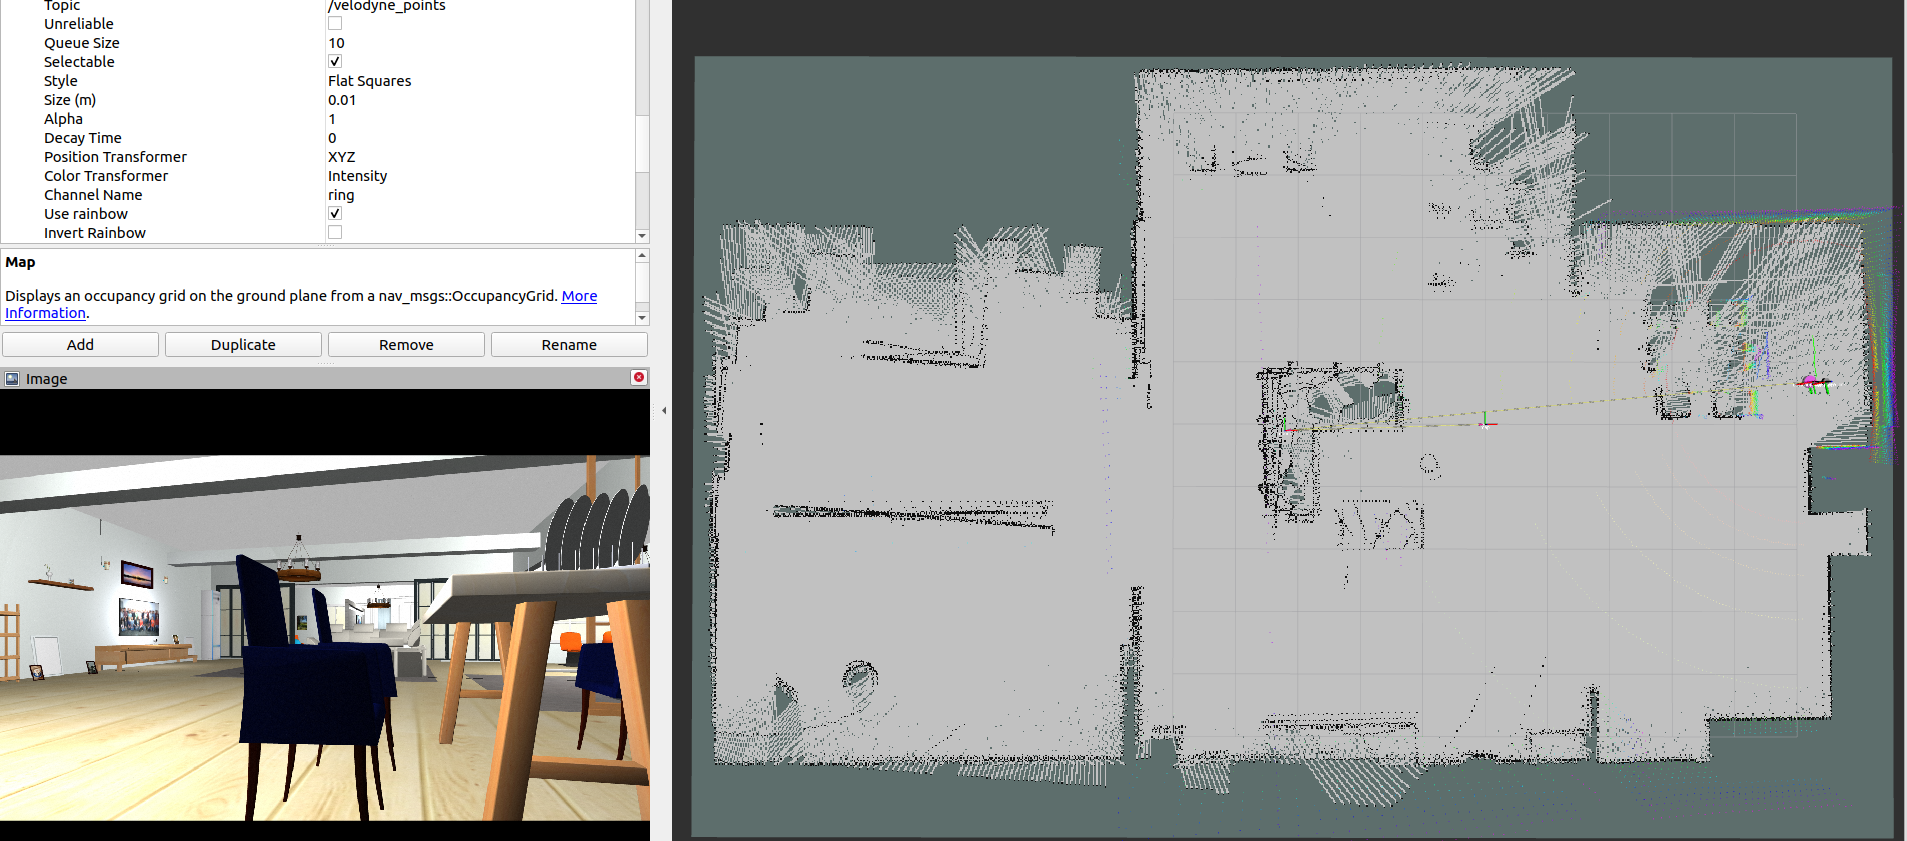 Topic /velodyne_points
Unreliable
Queue Size 10
Selectable
Style Flat Squares
Size (m) 0.01
Alpha 1
Decay Time 0
Position Transformer XYZ
Color Transformer Intensity
Channel Name ring
Use rainbow
Invert Rainbow
Map
Displays an occupancy grid on the ground plane from a nav_msgs::OccupancyGrid. More
Information.
Add Duplicate Remove Rename
Image